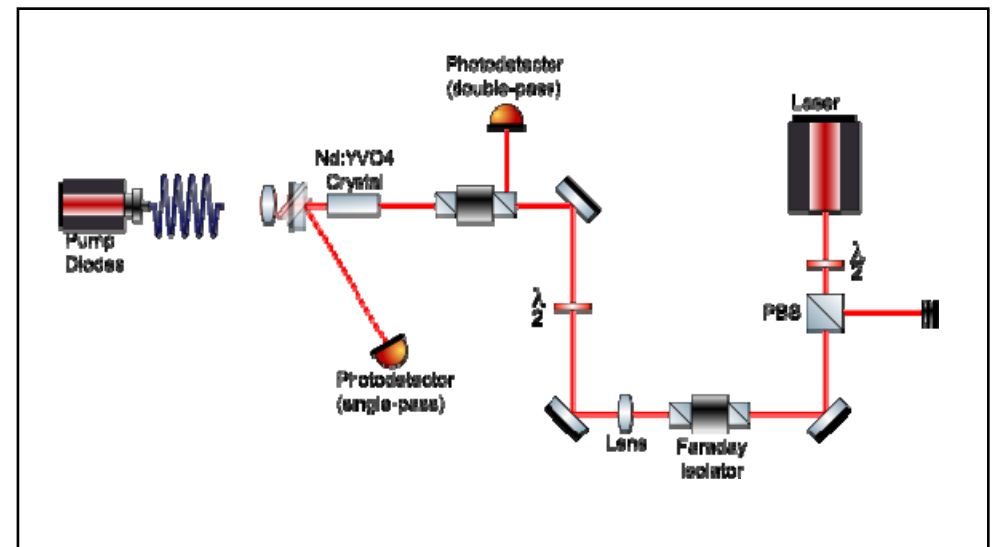 Photodetector
(double-pass)
Laser
Nd:YVO4
Crystal
Pump
Diodes
λ
2
λ
2
PBS
Photodetector
(single-pass)
Lens
Faraday
Isolator